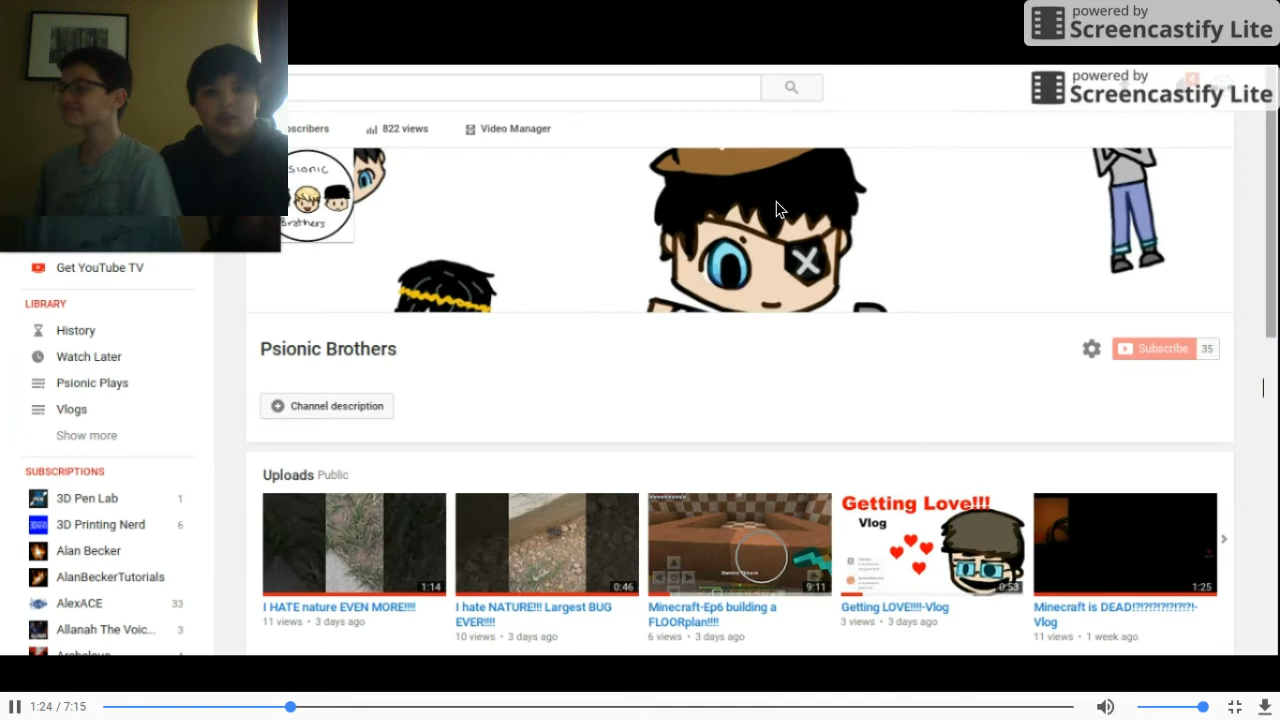 powered by
Screencastify Lite
powered by
Screencastify Lite
822 views
Video Manager
Brothers
Get YouTube TV
LIBRARY
History
Watch Later
Psionic Brothers
Subscribe 35
Psionic Plays
Vlogs
Channel description
Show more
SUBSCRIPTIONS
Uploads Public
3D Pen Lab 1
3D Printing Nerd 6
Alan Becker
AlanBeckerTutorials
AlexACE 33
Allanah The Voic... 3
Getting Love!!!
Vlog
1:14
0:46
9:11
0:53
1:25
I HATE nature EVEN MORE!!!!
11 views • 3 days ago
I hate NATURE!!! Largest BUG
EVER!!!!
10 views • 3 days ago
Minecraft-Ep6 building a
FLOORplan!!!!
6 views • 3 days ago
Getting LOVE!!!!-Vlog
3 views • 3 days ago
Minecraft is DEAD!?!?!?!?!?!?!-
Vlog
11 views • 1 week ago
1:24 / 7:15